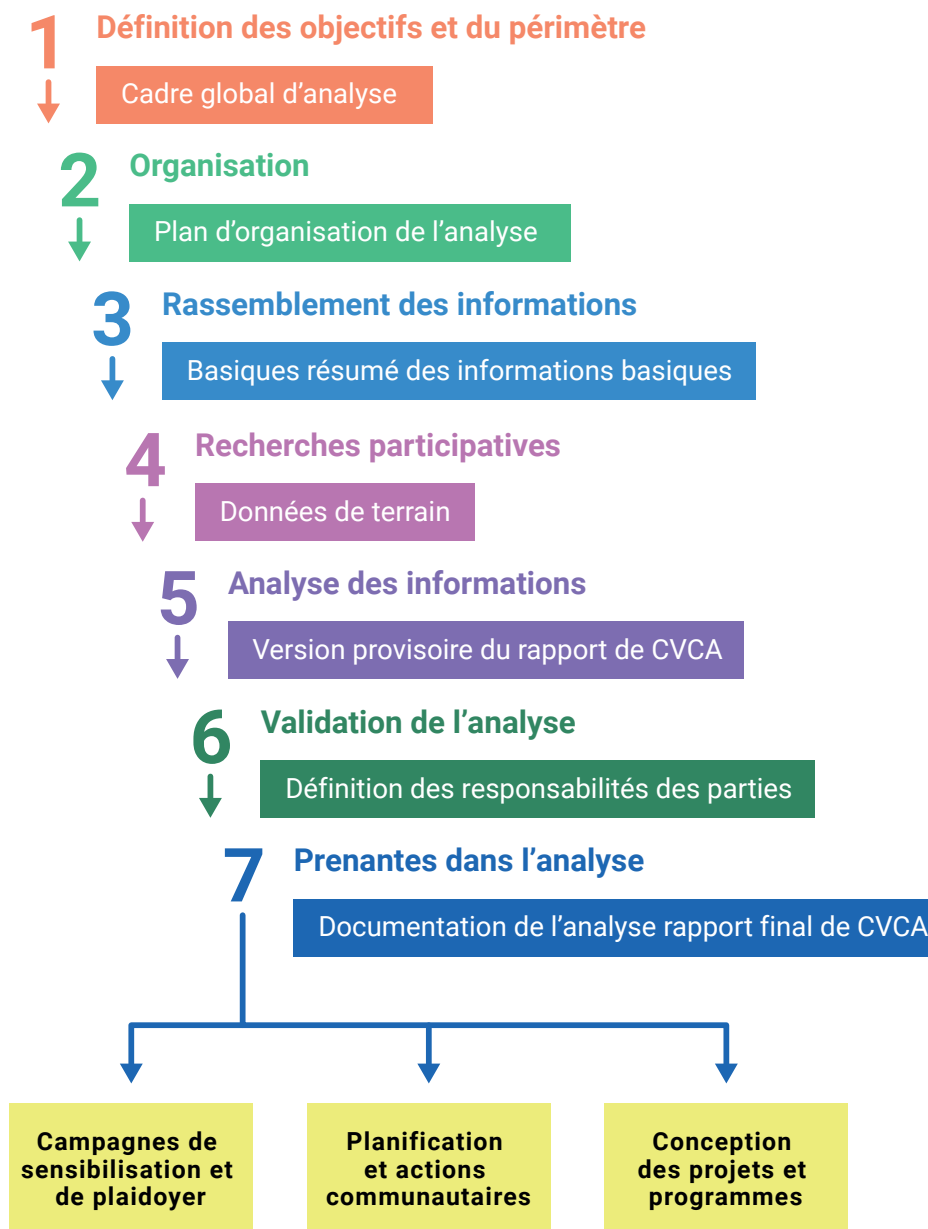 1
Définition des objectifs et du périmètre
Cadre global d’analyse
2
Organisation
Plan d’organisation de l’analyse
3
Rassemblement des informations
Basiques résumé des informations basiques
4
Recherches participatives
Données de terrain
5
Analyse des informations
Version provisoire du rapport de CVCA
6
Validation de l’analyse
Définition des responsabilités des parties
7
Prenantes dans l’analyse
Documentation de l’analyse rapport final de CVCA
Campagnes de
sensibilisation et
de plaidoyer
Planification
et actions
communautaires
Conception
des projets et
programmes